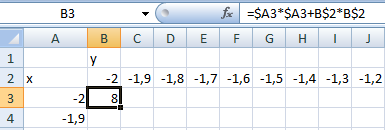 B3 fx =$A3*$A3+B$2*B$2
A B C D E F G H I J
1 y
2 x -2 -1,9 -1,8 -1,7 -1,6 -1,5 -1,4 -1,3 -1,2
3 -2 8
4 -1,9